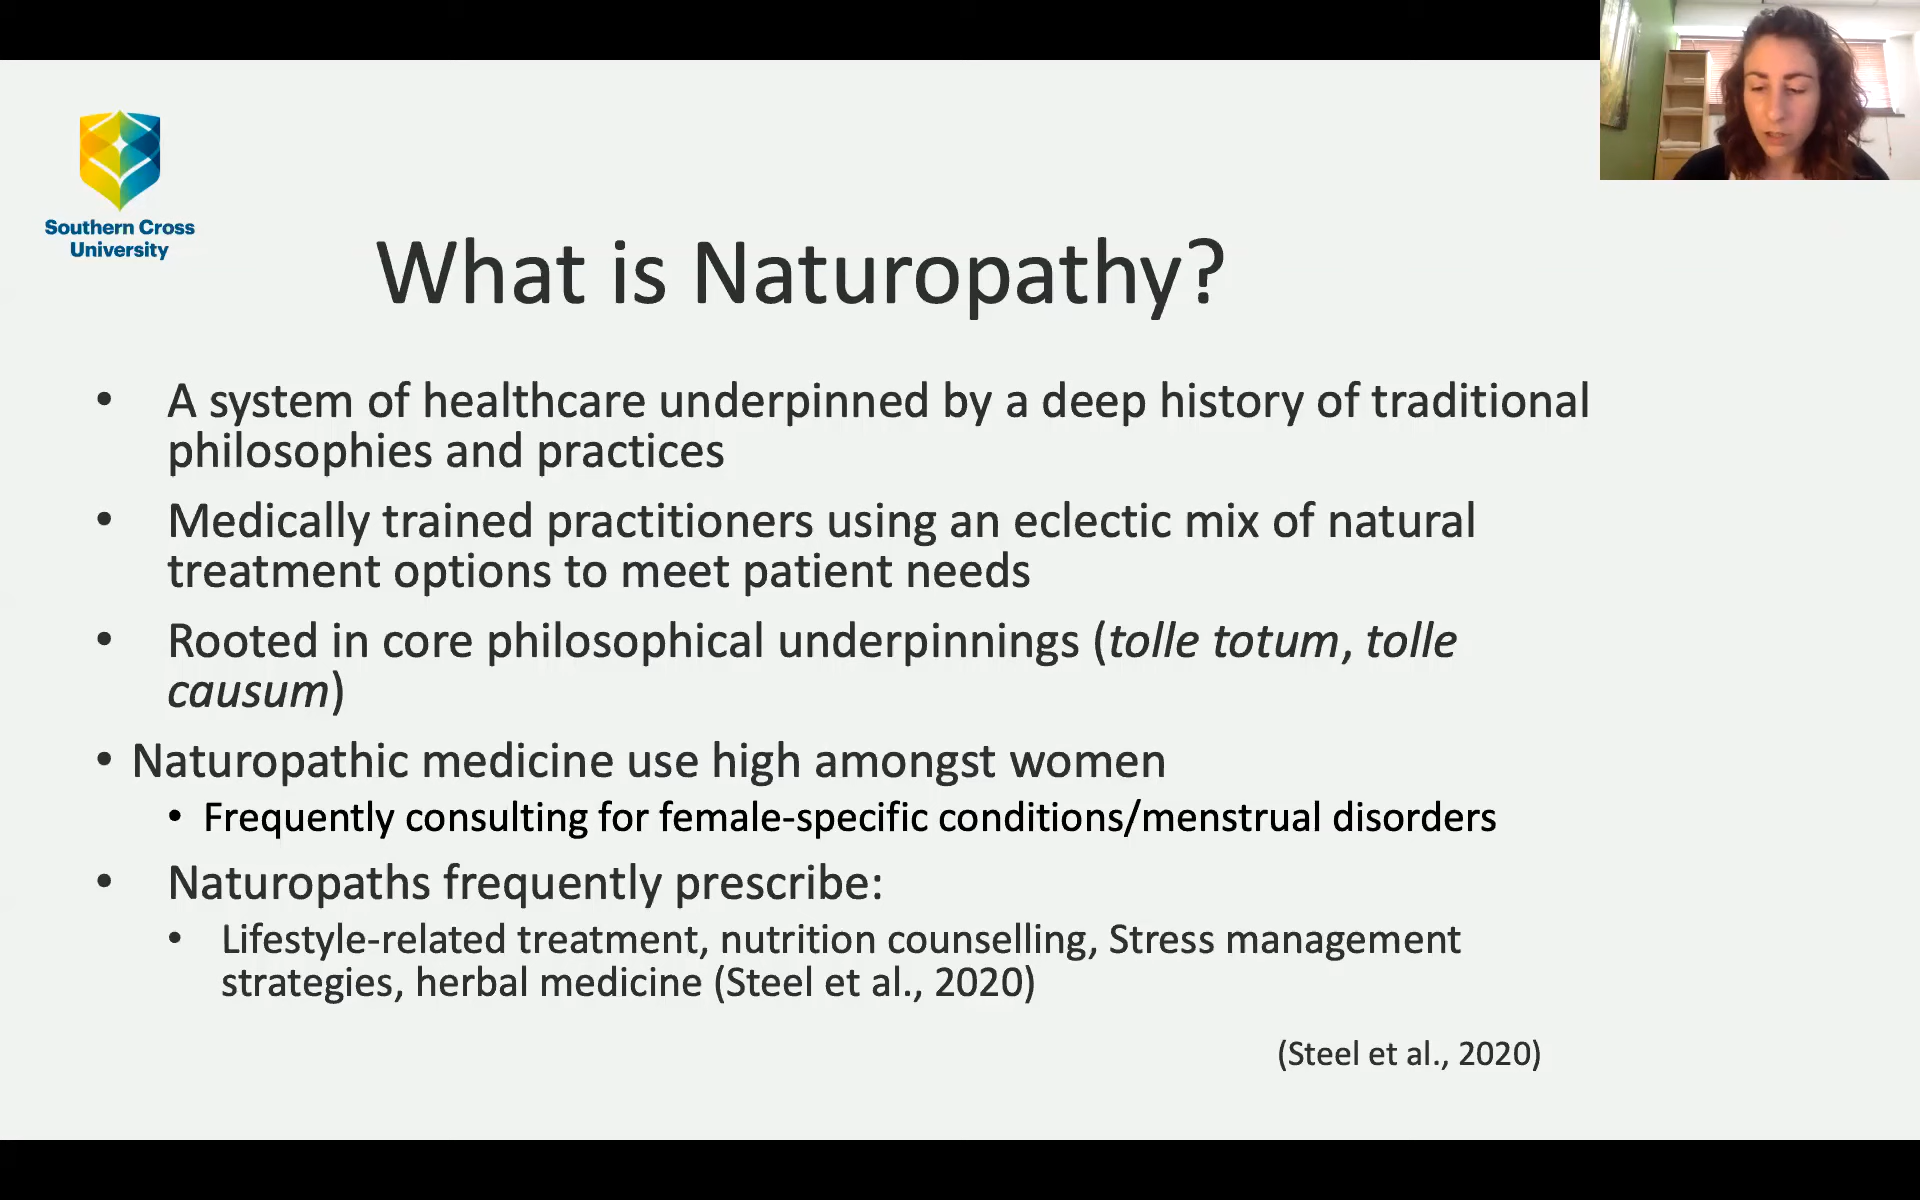 Southern Cross
University
What is Naturopathy?
• A system of healthcare underpinned by a deep history of traditional
philosophies and practices
• Medically trained practitioners using an eclectic mix of natural
treatment options to meet patient needs
• Rooted in core philosophical underpinnings (tolle totum, tolle
causum)
• Naturopathic medicine use high amongst women
• Frequently consulting for female-specific conditions/menstrual disorders
• Naturopaths frequently prescribe:
• Lifestyle-related treatment, nutrition counselling, Stress management
strategies, herbal medicine (Steel et al., 2020)
(Steel et al., 2020)